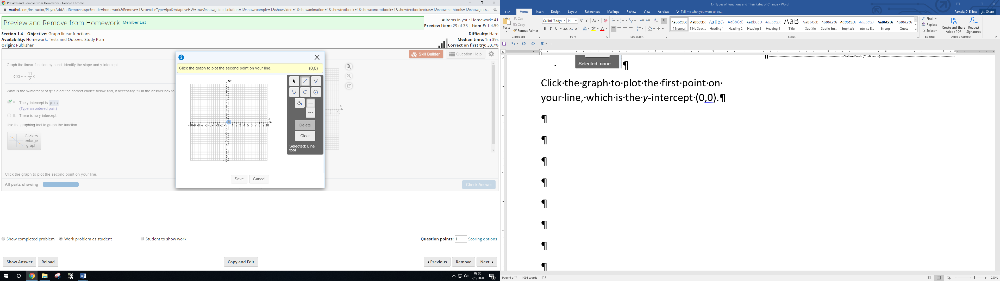 Preview and Remove from Homework - Google Chrome
mathxl.com/Instructor/PlayerAddAndRemove.aspx?mode=homework&Remove=1&exerciseType=ipx&AdaptiveHW=true&showguidedsolution=1&showexample=1&showvideo=1&showanimation=1&showtextbook=1&showconceptbook=1&showtextbookextras=1&showmathtools=1&showgloss...
Preview and Remove from Homework Member List
# Items in your Homework: 41
Preview Item: 29 of 33 | Item #: 1.4.59
Section 1.4 | Objective: Graph linear functions.
Availability: Homework, Tests and Quizzes, Study Plan
Origin: Publisher
Difficulty: Hard
Median time: 1m 39s
Correct on first try: 30.7%
Skill Builder
Question Help
Graph the linear function by hand. Identify the slope and y-intercept.
g(x) = - 11/2 x
What is the y-intercept of g? Select the correct choice below and, if necessary, fill in the answer box to
A. The y-intercept is (0,0).
(Type an ordered pair.)
B. There is no y-intercept.
Use the graphing tool to graph the function.
Click to
enlarge
graph
Click the graph to plot the second point on your line.
All parts showing
Check Answer
x
8 10
Click the graph to plot the second point on your line. (0,0)
y
10
9
8
7
6
5
4
3
2
1
x
-10 -9 -8 -7 -6 -5 -4 -3 -2 -1 1 2 3 4 5 6 7 8 9 10
-2
-3
-4
-5
-6
-7
-8
-9
-10
Delete
Clear
Selected: Line
tool
Save Cancel
Show completed problem Work problem as student Student to show work
Question points: 1 Scoring options
Show Answer Reload Copy and Edit Previous Remove Next
09:35
2/6/2020
1.4 Types of Functions and Their Rates of Change - Word
File Home Insert Design Layout References Mailings Review View Acrobat Tell me what you want to do...
Pamela D. Elliott Share
Paste
Cut
Copy
Format Painter
Clipboard
Calibri (Body) 14
B I U abc x₂ x²
Font
Paragraph
AaBbCcDc AaBbCcDc AaBbC AaBbCcE AaBbCcD AaBbCcDc AaB AaBbCcC AaBbCcDc AaBbCcDc AaBbCcDc AaBbCcDc AaBbCcDc
¶ Normal ¶ No Spac... Heading 1 Heading 2 Heading 3 Heading 4 Title Subtitle Subtle Em... Emphasis Intense E... Strong Quote
Styles
Find
Replace
Select
Editing
Create and Share
Adobe PDF
Request
Signatures
Adobe Acrobat
1 2 3 4 5 6 7
Section Break (Continuous)
Selected: none ¶
Click·the·graph·to·plot·the·first·point·on·
your·line,·which·is·the·y-intercept·(0,0).¶
¶
¶
¶
¶
¶
¶
¶
¶
Page 6 of 7 1098 words
230%